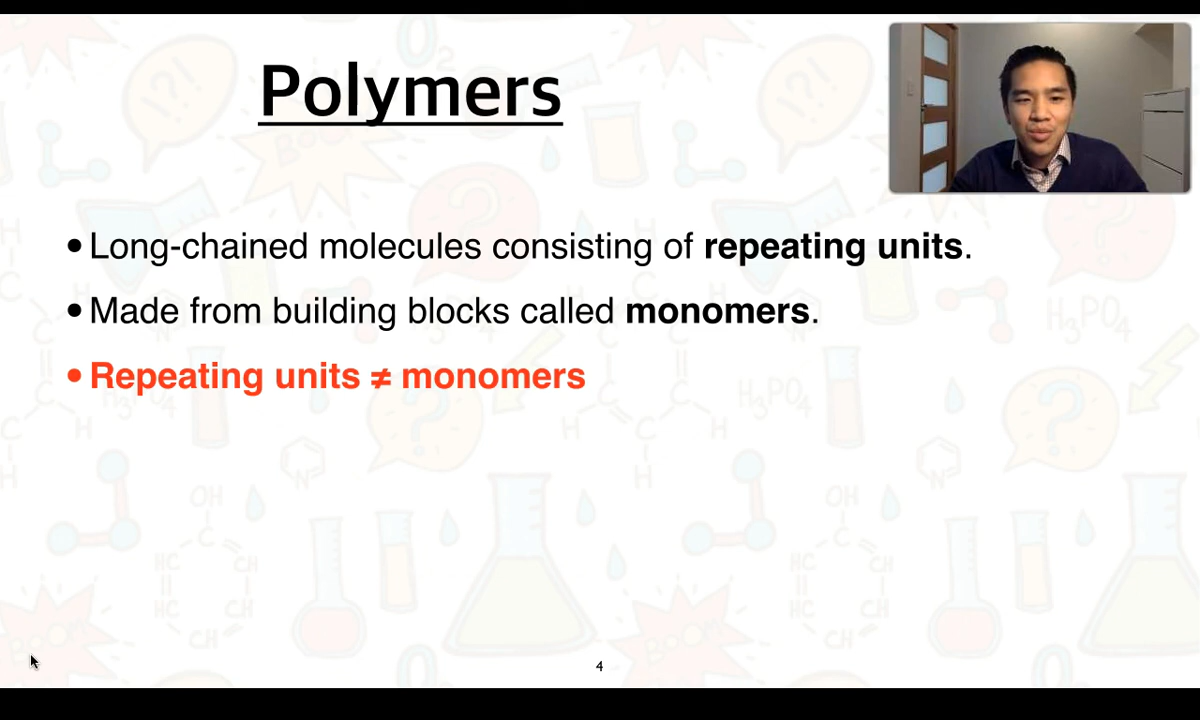 Polymers
• Long-chained molecules consisting of repeating units.
• Made from building blocks called monomers.
• Repeating units ≠ monomers
4